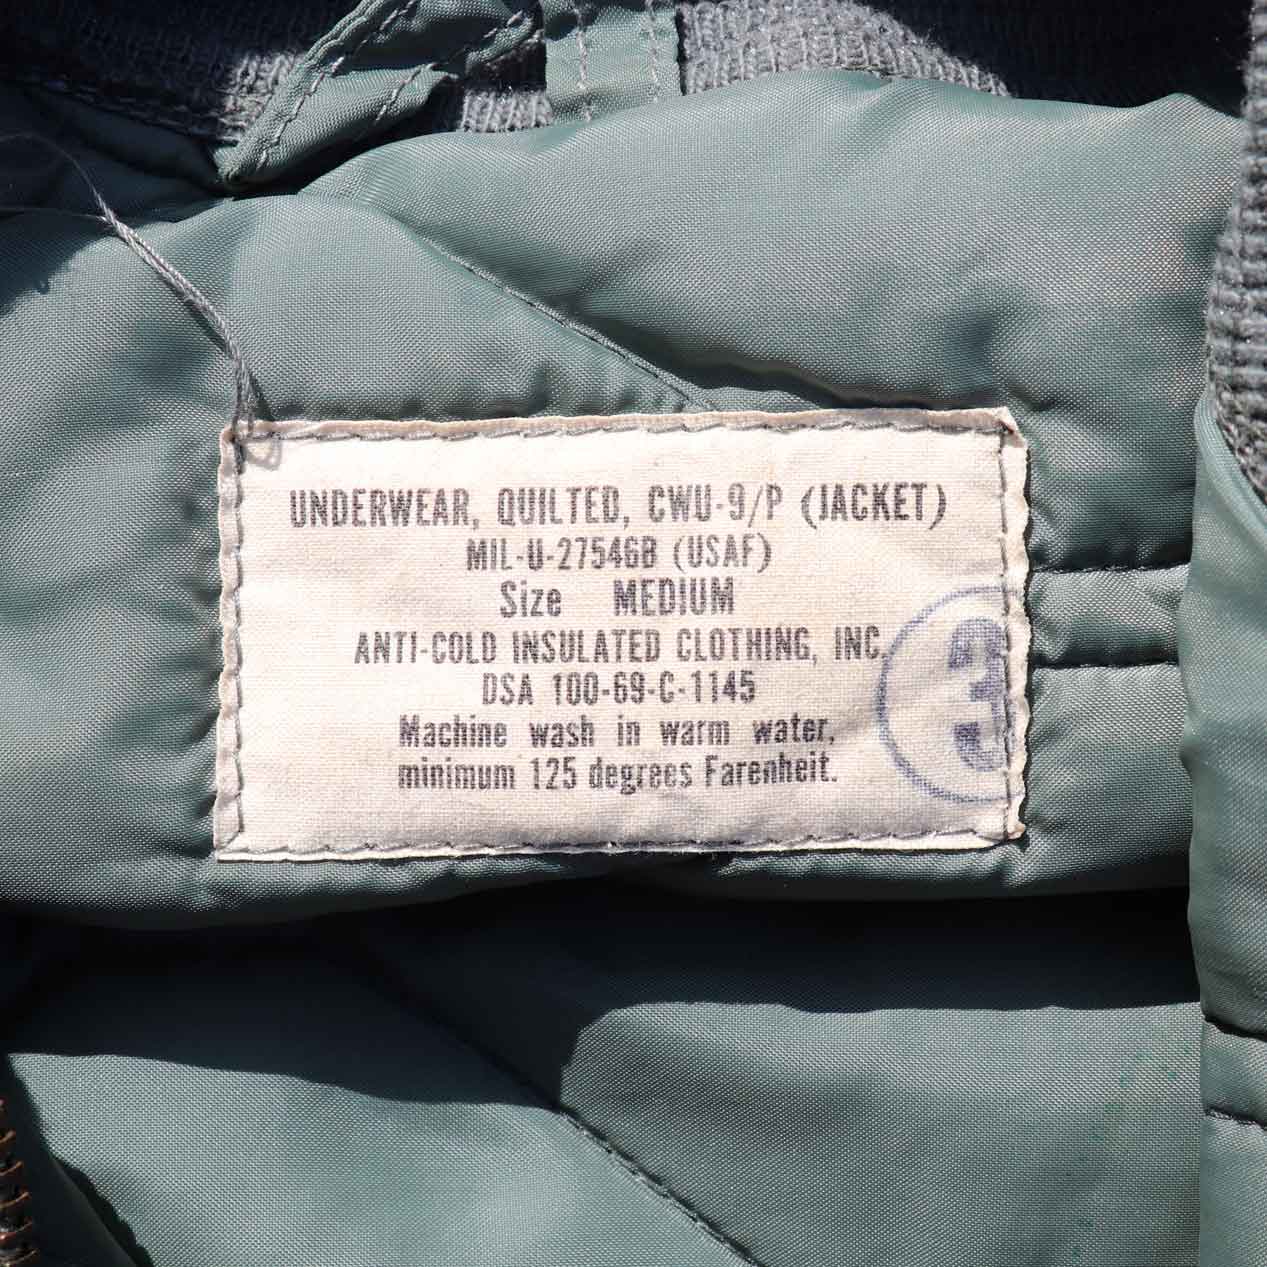 UNDERWEAR, QUILTED, CWU-9/P (JACKET)
MIL-U-27546B (USAF)
Size MEDIUM
ANTI-COLD INSULATED CLOTHING, INC.
DSA 100-69-C-1145
Machine wash in warm water,
minimum 125 degrees Farenheit.
3